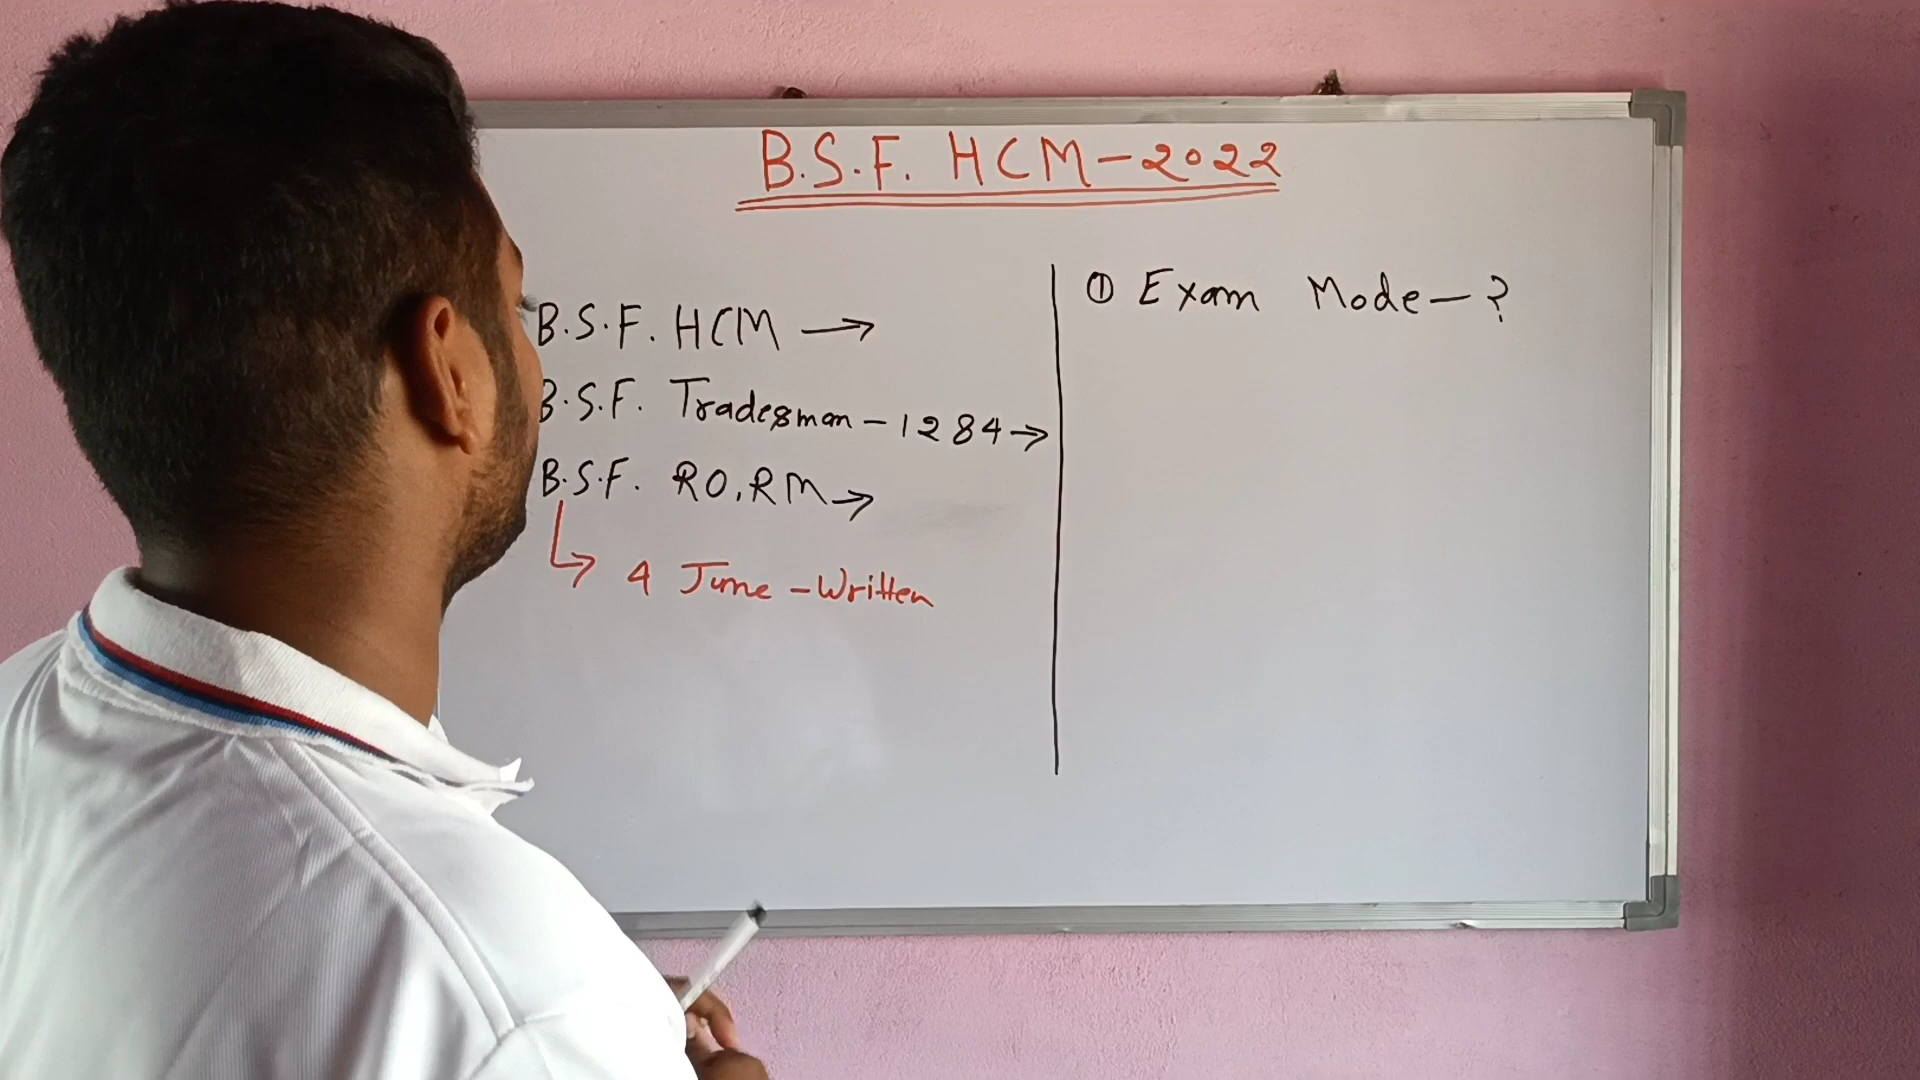 B.S.F. HCM-2022
B.S.F. HCM →
B.S.F. Tradesman - 1284 →
B.S.F. RO, RM →
↳ 4 June - Written
① Exam Mode - ?